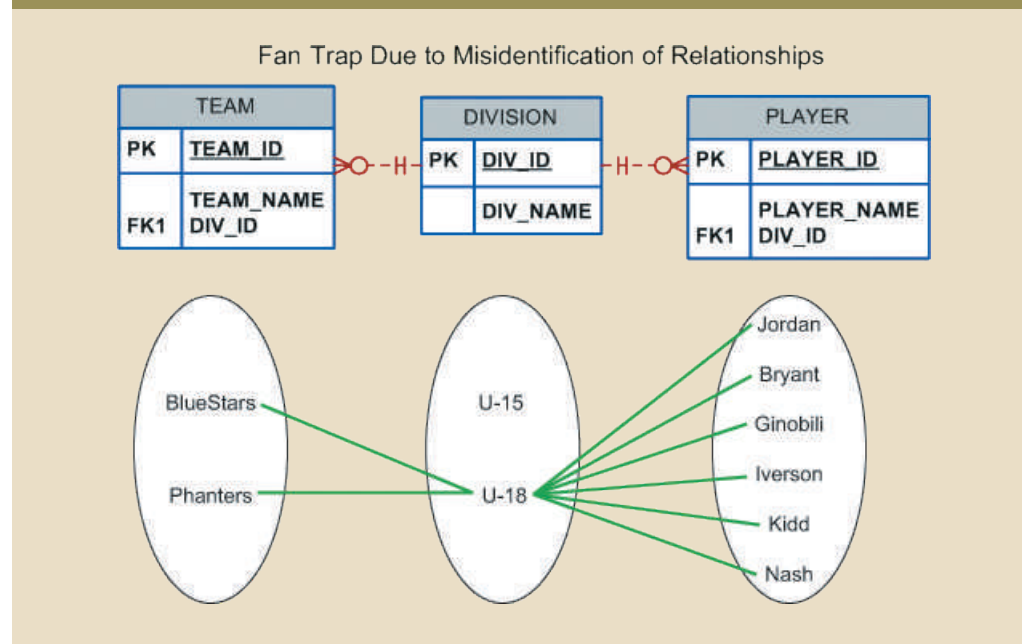 Fan Trap Due to Misidentification of Relationships
TEAM
PK TEAM_ID
TEAM_NAME
FK1 DIV_ID
DIVISION
PK DIV_ID
DIV_NAME
PLAYER
PK PLAYER_ID
PLAYER_NAME
FK1 DIV_ID
BlueStars
Phanters
U-15
U-18
Jordan
Bryant
Ginobili
Iverson
Kidd
Nash